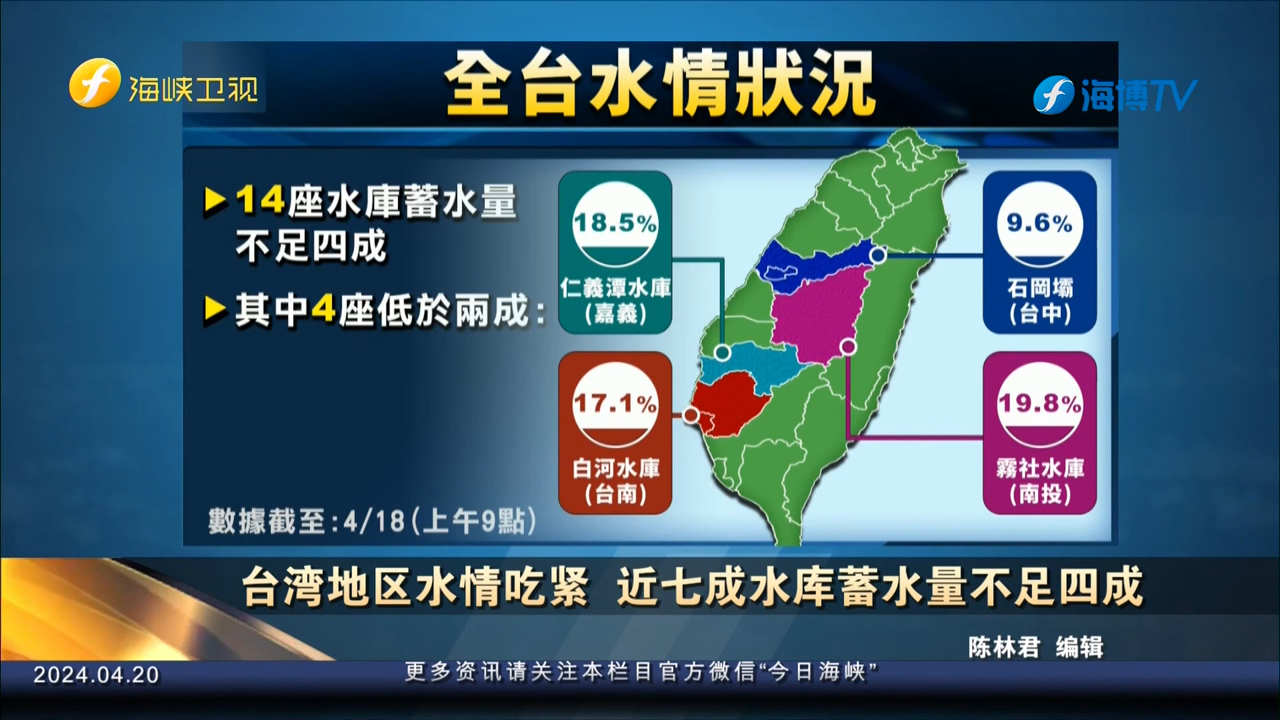 海峡卫视
全台水情狀況
海博TV
14座水庫蓄水量
不足四成
其中4座低於兩成：
18.5%
仁義潭水庫
(嘉義)
9.6%
石岡壩
(台中)
17.1%
白河水庫
(台南)
19.8%
霧社水庫
(南投)
數據截至:4/18(上午9點)
台湾地区水情吃紧 近七成水库蓄水量不足四成
陈林君 编辑
2024.04.20
更多资讯请关注本栏目官方微信“今日海峡”